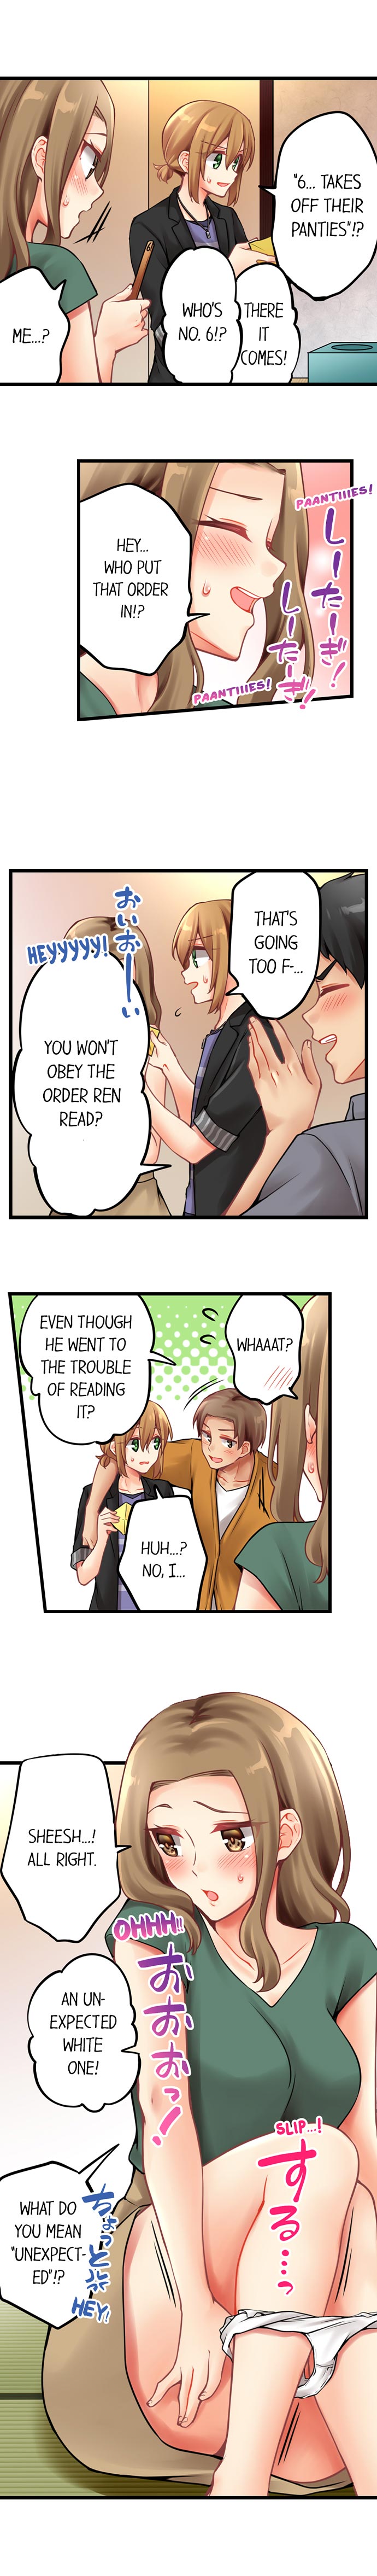 "6... TAKES
OFF THEIR
PANTIES"!?
THERE
IT
COMES!
WHO'S
NO. 6!?
ME...?
PAANTIIIES!
しーたーぎ!
HEY...
WHO PUT
THAT ORDER
IN!?
しーたーぎ!
PAANTIIIES!
THAT'S
GOING
TOO F-...
おいおーーい
HEYYYYY!
YOU WON'T
OBEY THE
ORDER REN
READ?
EVEN THOUGH
HE WENT TO
THE TROUBLE
OF READING
IT?
WHAAAT?
HUH...?
NO, I...
SHEESH...!
ALL RIGHT.
OHHH!!
おおおっ!
AN UN-
EXPECTED
WHITE
ONE!
SLIP...!
する…っ
WHAT DO
YOU MEAN
"UNEXPECT-
ED"!?
ちょっと
HEY!